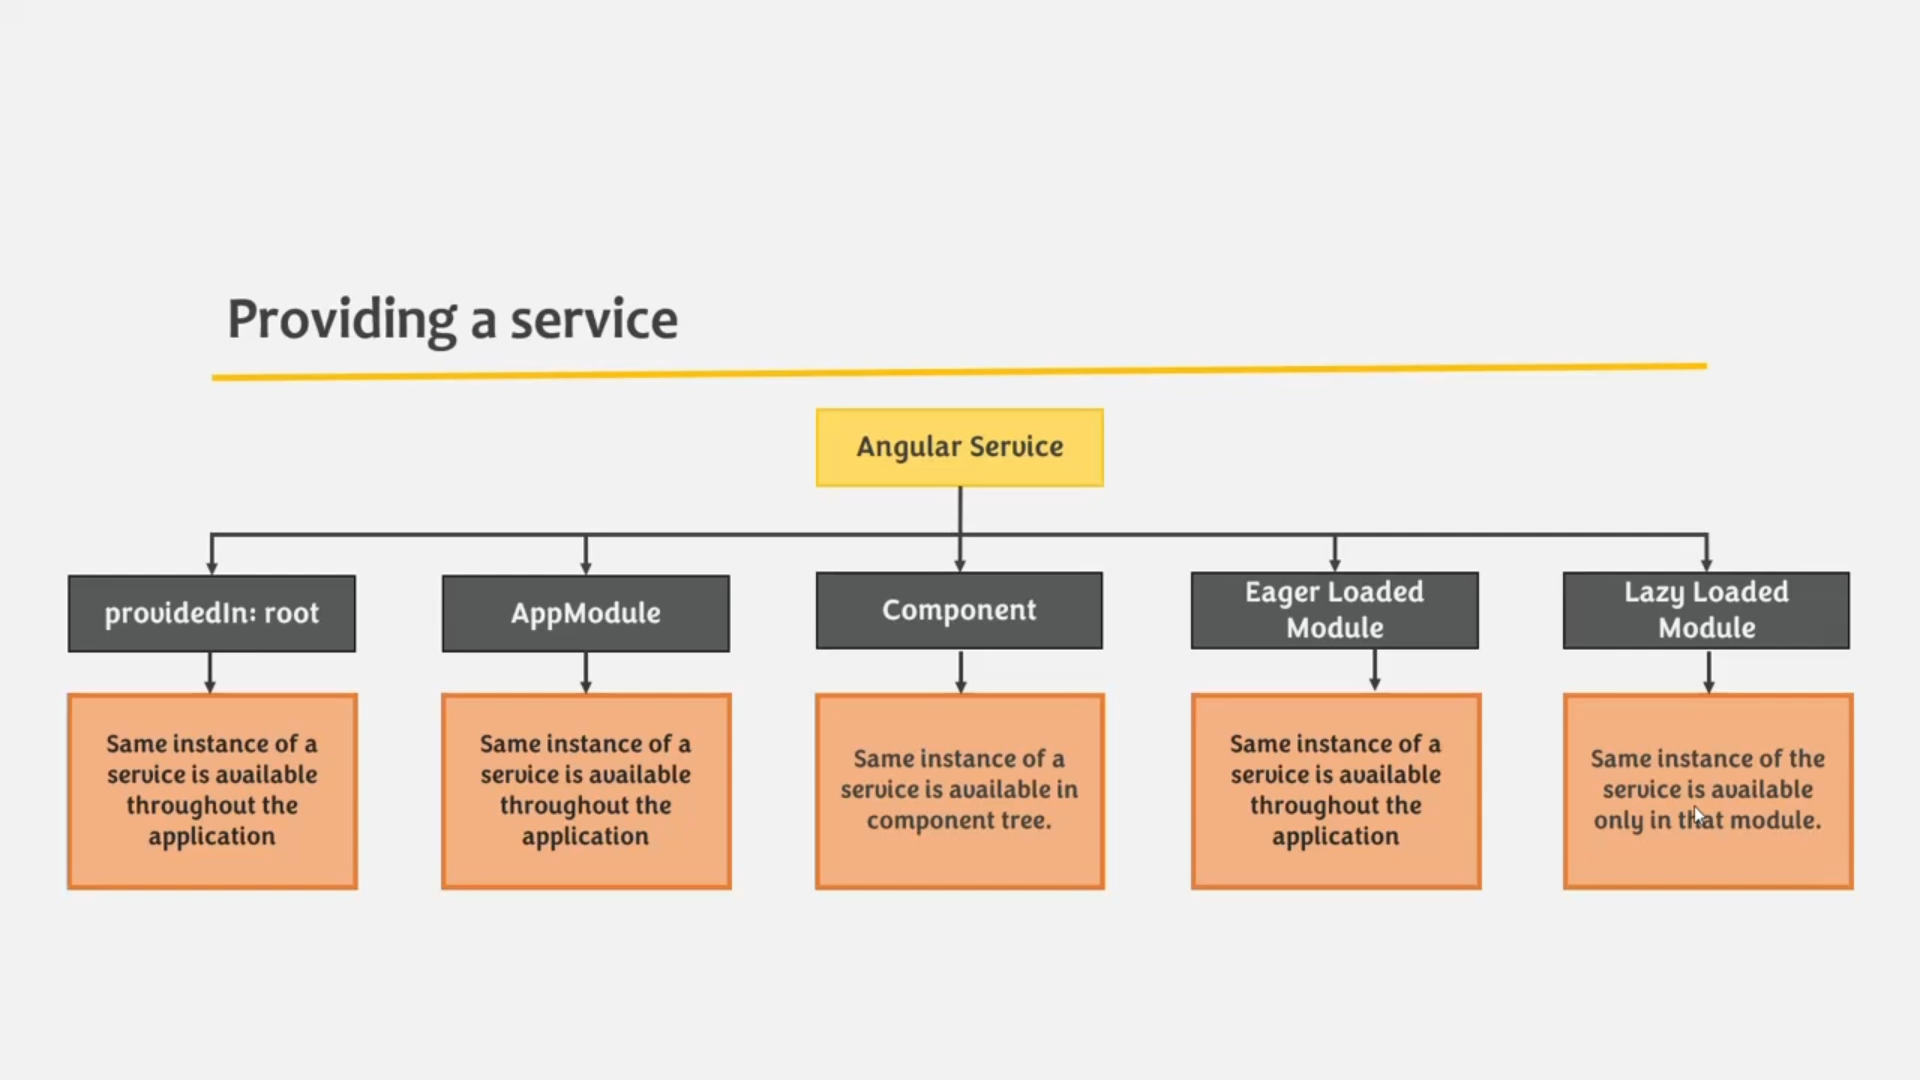 Providing a service
Angular Service
providedIn: root
AppModule
Component
Eager Loaded
Module
Lazy Loaded
Module
Same instance of a
service is available
throughout the
application
Same instance of a
service is available
throughout the
application
Same instance of a
service is available in
component tree.
Same instance of a
service is available
throughout the
application
Same instance of the
service is available
only in that module.